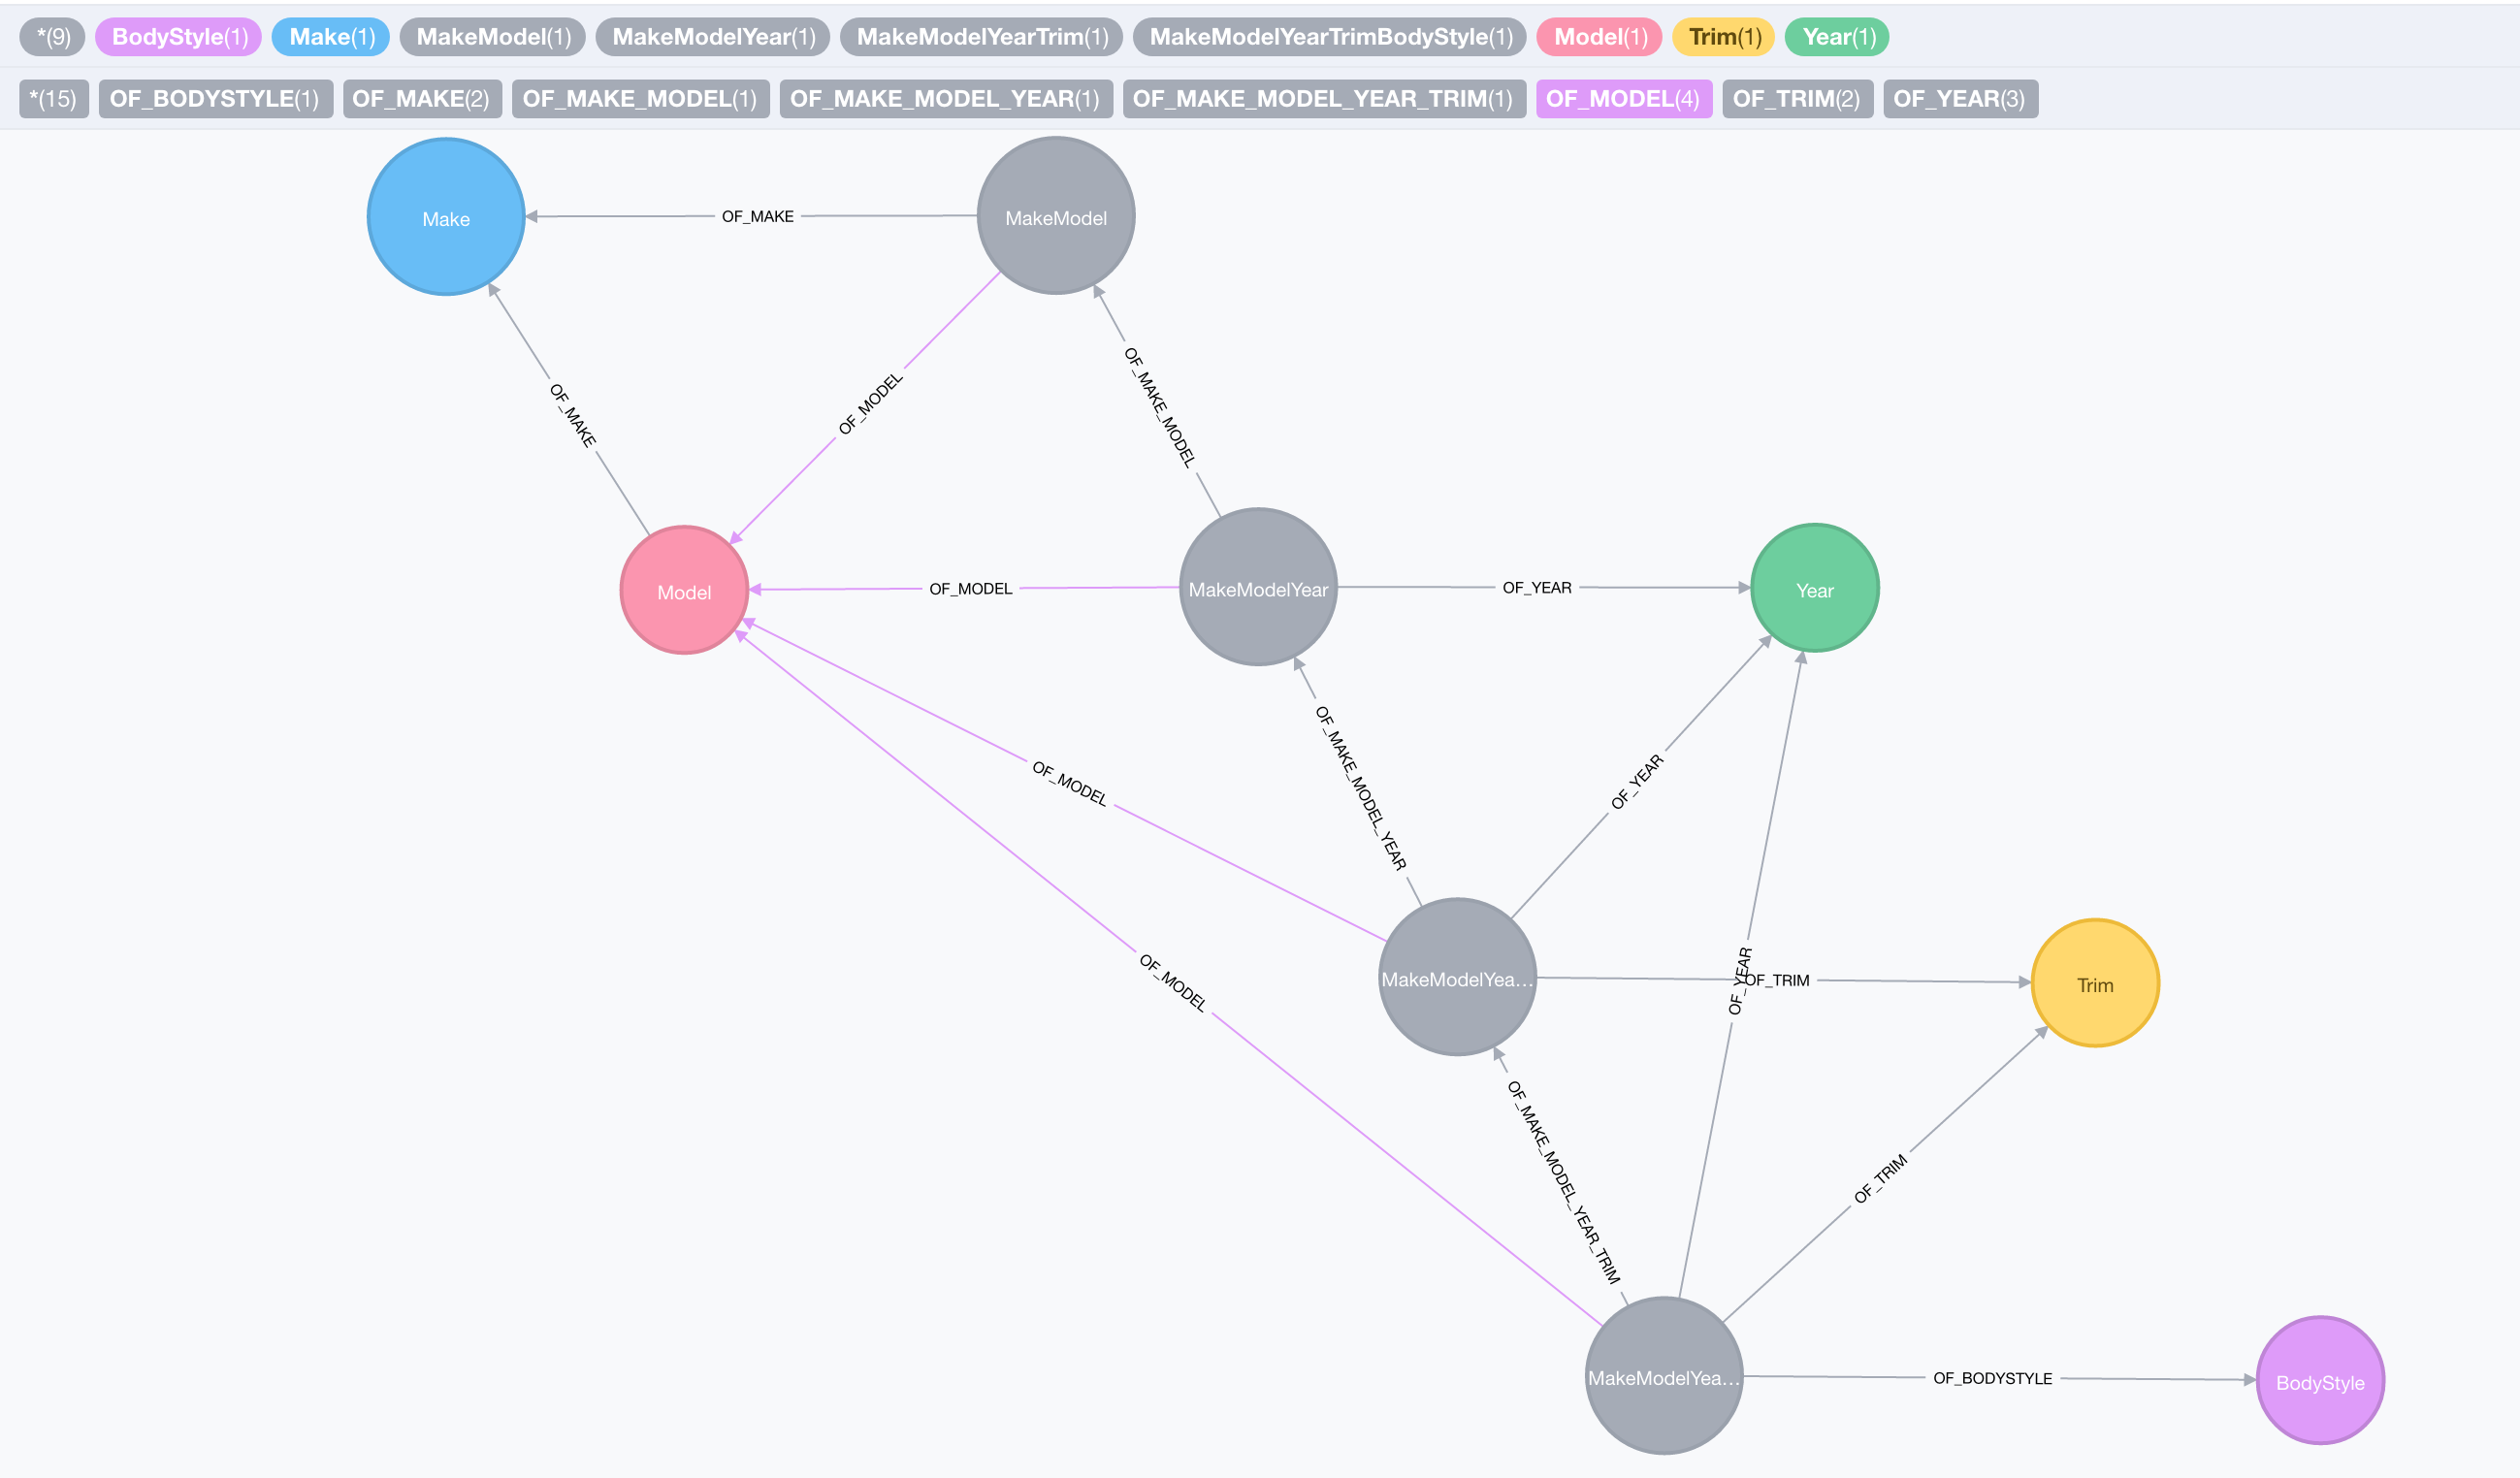 *(9) BodyStyle(1) Make(1) MakeModel(1) MakeModelYear(1) MakeModelYearTrim(1) MakeModelYearTrimBodyStyle(1) Model(1) Trim(1) Year(1)
*(15) OF_BODYSTYLE(1) OF_MAKE(2) OF_MAKE_MODEL(1) OF_MAKE_MODEL_YEAR(1) OF_MAKE_MODEL_YEAR_TRIM(1) OF_MODEL(4) OF_TRIM(2) OF_YEAR(3)
Make
OF_MAKE
MakeModel
OF_MAKE
OF_MODEL
OF_MAKE_MODEL
Model
OF_MODEL
MakeModelYear
OF_YEAR
Year
OF_MODEL
OF_MAKE_MODEL_YEAR
OF_YEAR
OF_MODEL
MakeModelYea...
OF_YEAR
OF_TRIM
Trim
OF_MAKE_MODEL_YEAR_TRIM
OF_TRIM
MakeModelYea...
OF_BODYSTYLE
BodyStyle